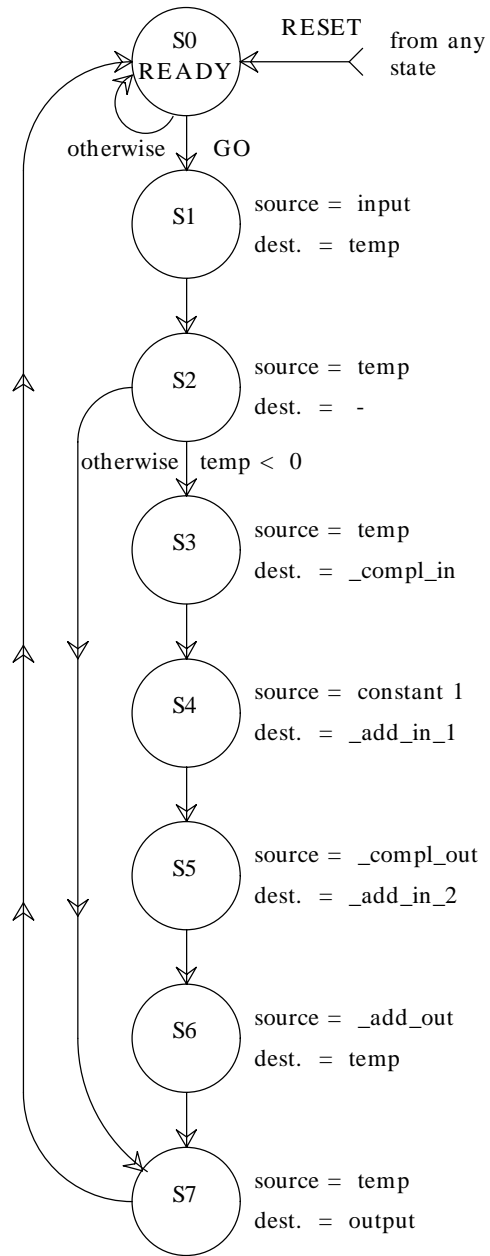 S0
READY
RESET
from any
state
otherwise
GO
S1
source = input
dest. = temp
S2
source = temp
dest. = -
otherwise
temp < 0
S3
source = temp
dest. = _compl_in
S4
source = constant 1
dest. = _add_in_1
S5
source = _compl_out
dest. = _add_in_2
S6
source = _add_out
dest. = temp
S7
source = temp
dest. = output